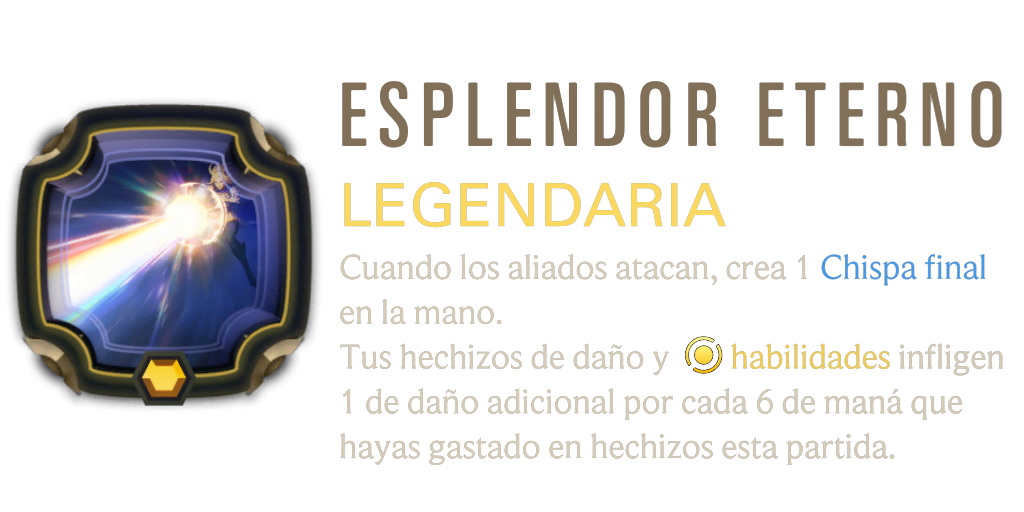 ESPLENDOR ETERNO
LEGENDARIA
Cuando los aliados atacan, crea 1 Chispa final
en la mano.
Tus hechizos de daño y habilidades infligen
1 de daño adicional por cada 6 de maná que
hayas gastado en hechizos esta partida.